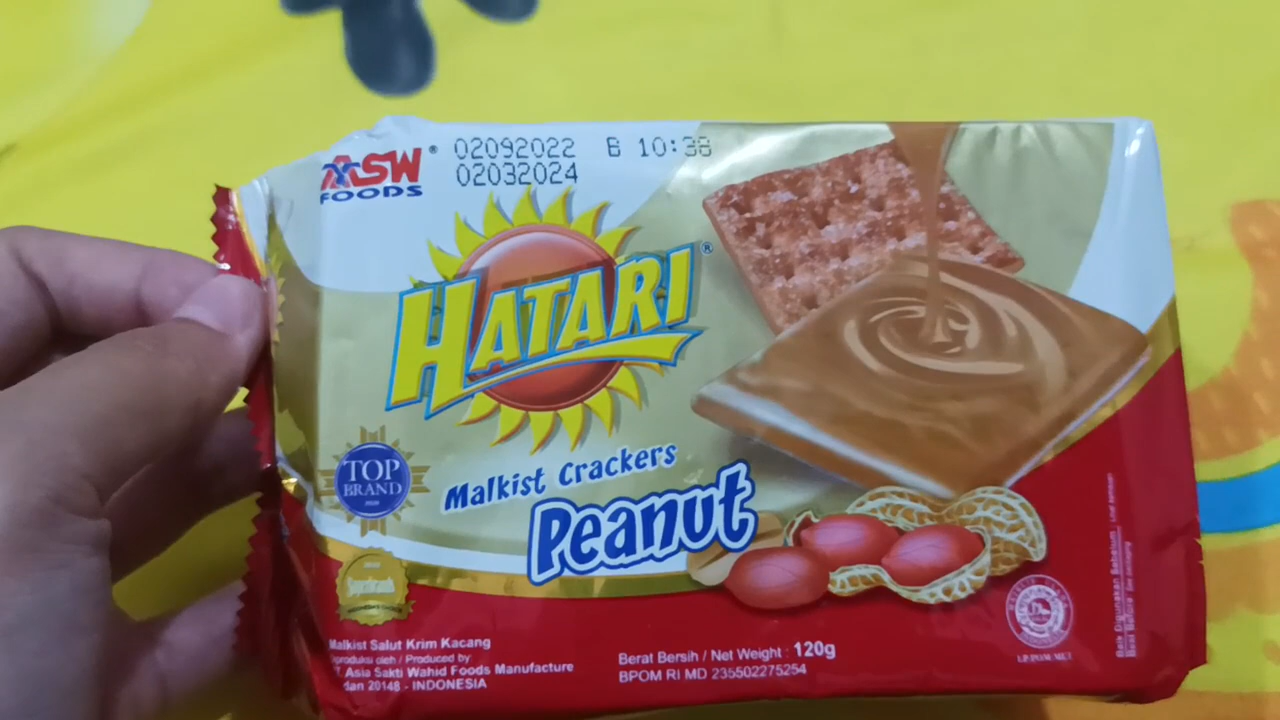 ASW
FOODS
02092022 B 10:38
02032024
HATARI
Malkist Crackers
Peanut
TOP
BRAND
Malkist Salut Krim Kacang
Produced by:
Asia Sakti Wahid Foods Manufacture
20148 - INDONESIA
Berat Bersih / Net Weight : 120g
BPOM RI MD 235502275254